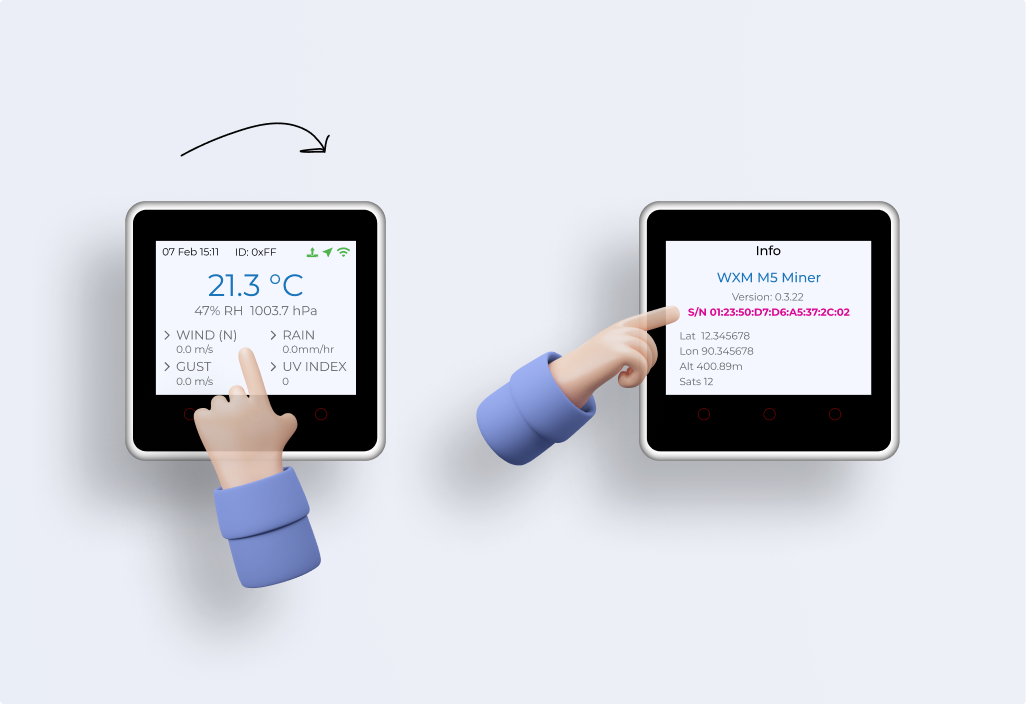 07 Feb 15:11 ID: 0xFF
21.3 °C
47% RH 1003.7 hPa
WIND (N)
0.0 m/s
RAIN
0.0mm/hr
GUST
0.0 m/s
UV INDEX
0
Info
WXM M5 Miner
Version: 0.3.22
S/N 01:23:50:D7:D6:A5:37:2C:02
Lat 12.345678
Lon 90.345678
Alt 400.89m
Sats 12